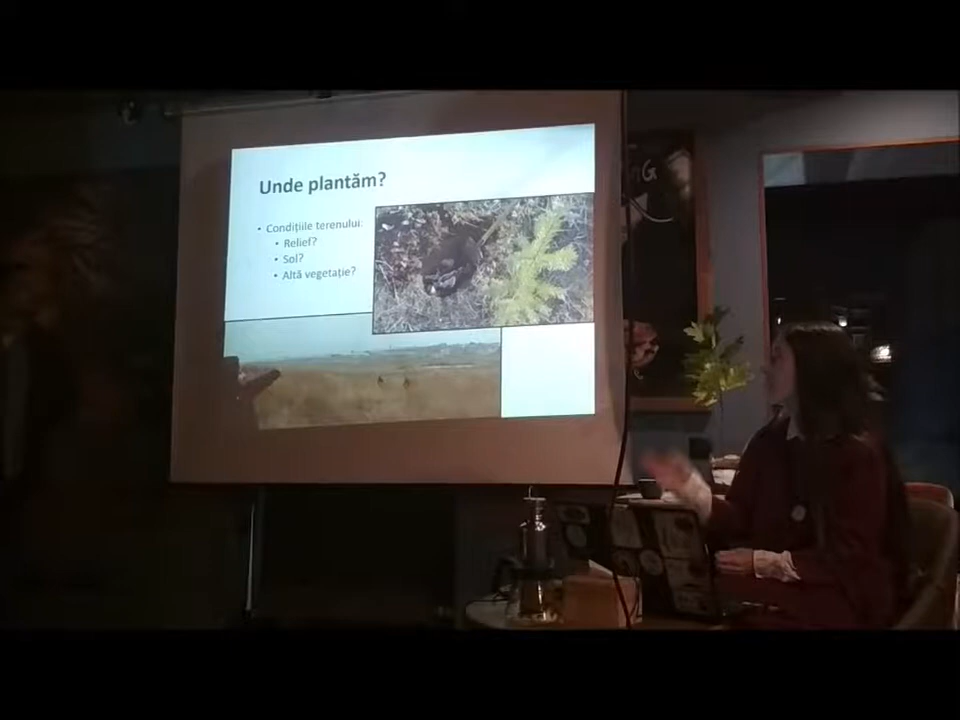 Unde plantăm?
• Condițiile terenului:
• Relief?
• Sol?
• Altă vegetație?